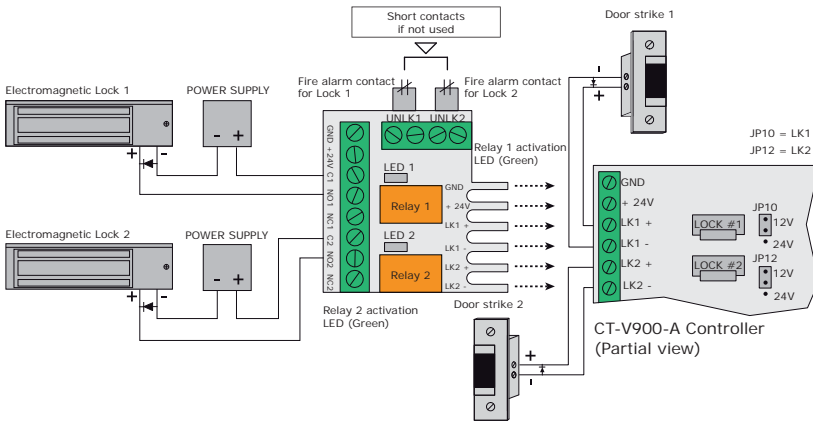 Short contacts
if not used
Door strike 1
Electromagnetic Lock 1
POWER SUPPLY
Fire alarm contact
for Lock 1
Fire alarm contact
for Lock 2
-
+
+
-
-
+
UNLK1
UNLK2
GND
+ 24V
C1
NO1
NC1
C2
NO2
NC2
LED 1
Relay 1
LED 2
Relay 2
Relay 1 activation
LED (Green)
GND
+ 24V
LK1 +
LK1 -
LK2 +
LK2 -
JP10 = LK1
JP12 = LK2
GND
+ 24V
LK1 +
LK1 -
LK2 +
LK2 -
LOCK #1
LOCK #2
JP10
12V
24V
JP12
12V
24V
Electromagnetic Lock 2
POWER SUPPLY
-
+
+
-
Relay 2 activation
LED (Green)
Door strike 2
+
-
CT-V900-A Controller
(Partial view)